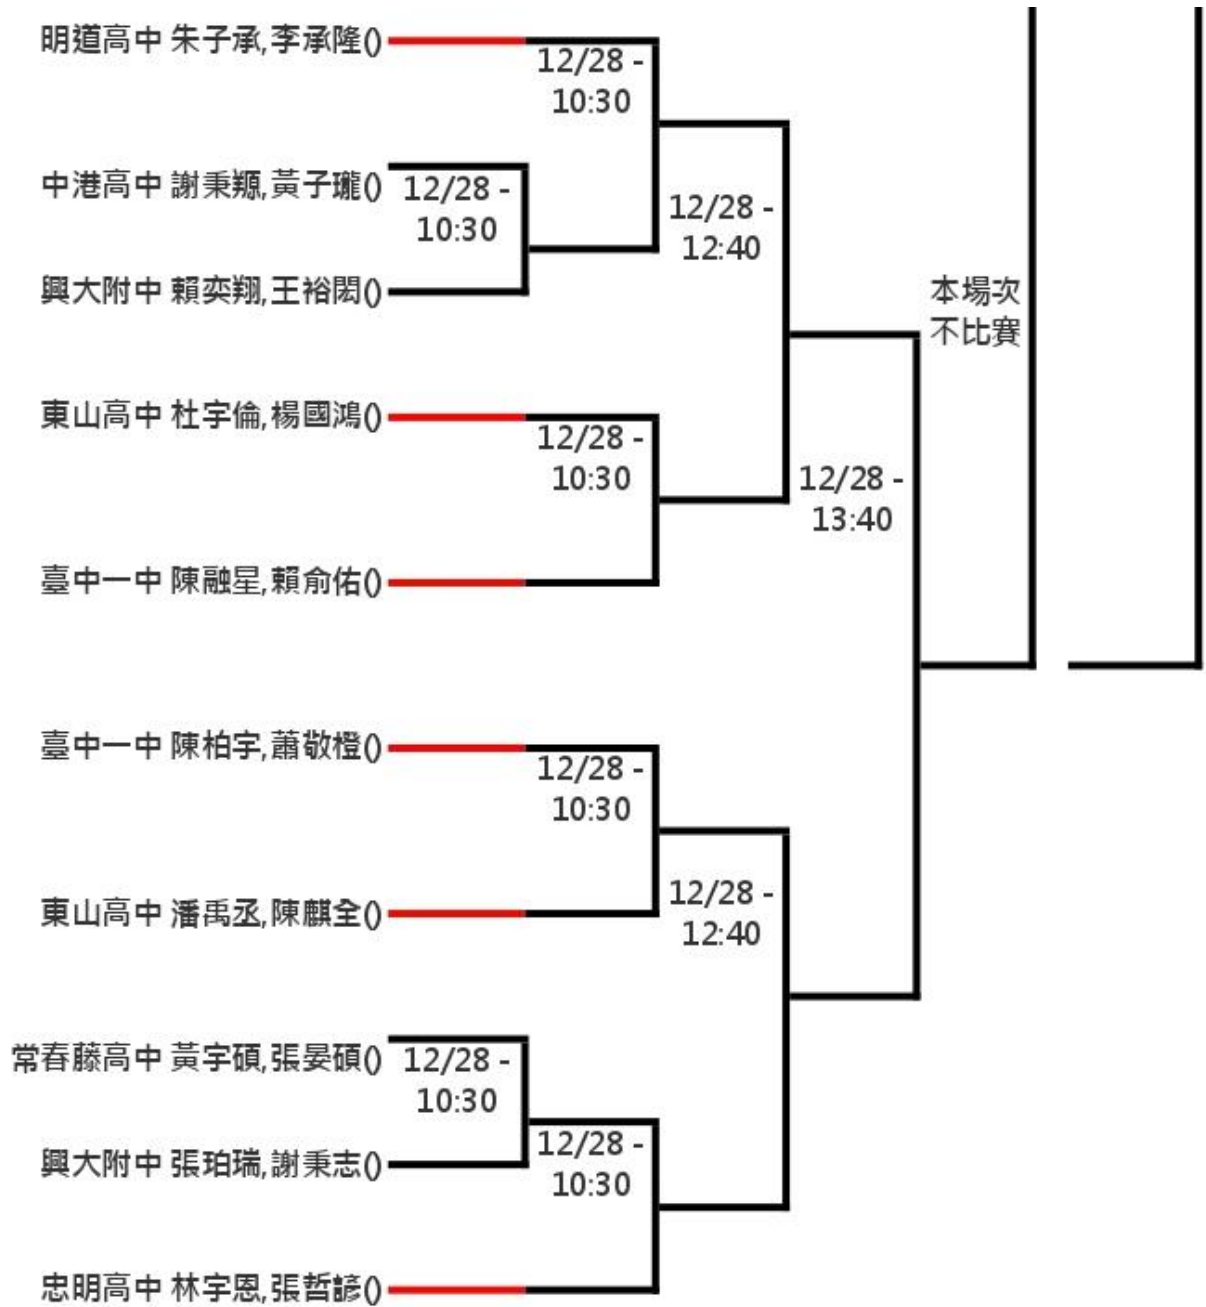 明道高中 朱子承,李承隆()
12/28 -
10:30
中港高中 謝秉顥,黃子瓏()
12/28 -
10:30
12/28 -
12:40
興大附中 賴奕翔,王裕閎()
本場次
不比賽
東山高中 杜宇倫,楊國鴻()
12/28 -
10:30
12/28 -
13:40
臺中一中 陳融星,賴俞佑()
臺中一中 陳柏宇,蕭敬橙()
12/28 -
10:30
東山高中 潘禹丞,陳麒全()
12/28 -
12:40
常春藤高中 黃宇碩,張晏碩()
12/28 -
10:30
興大附中 張珀瑞,謝秉志()
12/28 -
10:30
忠明高中 林宇恩,張哲諺()